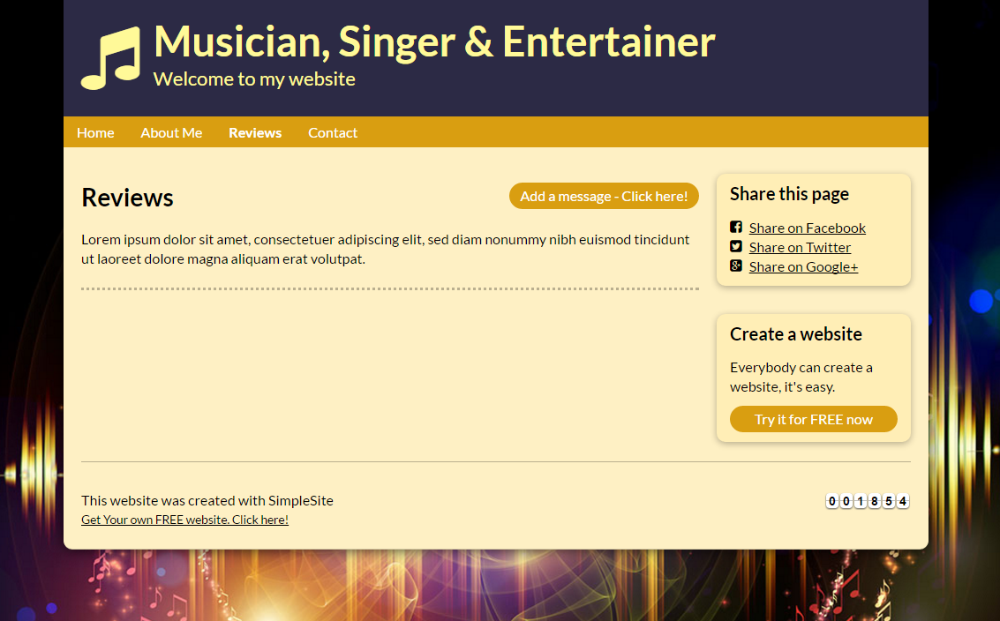 Musician, Singer & Entertainer
Welcome to my website
Home About Me Reviews Contact
Reviews
Add a message - Click here!
Lorem ipsum dolor sit amet, consectetuer adipiscing elit, sed diam nonummy nibh euismod tincidunt
ut laoreet dolore magna aliquam erat volutpat.
Share this page
Share on Facebook
Share on Twitter
Share on Google+
Create a website
Everybody can create a
website, it's easy.
Try it for FREE now
This website was created with SimpleSite
Get Your own FREE website. Click here!
001854